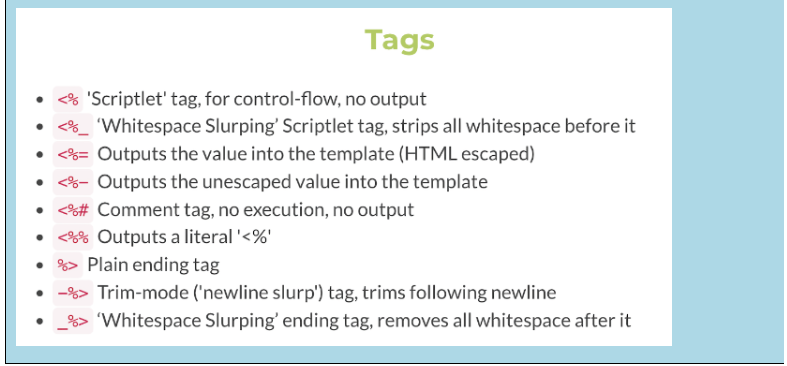 Tags
<% 'Scriptlet' tag, for control-flow, no output
<%_ ‘Whitespace Slurping’ Scriptlet tag, strips all whitespace before it
<%= Outputs the value into the template (HTML escaped)
<%- Outputs the unescaped value into the template
<%# Comment tag, no execution, no output
<%% Outputs a literal '<%'
%> Plain ending tag
-%> Trim-mode ('newline slurp') tag, trims following newline
_%> ‘Whitespace Slurping’ ending tag, removes all whitespace after it